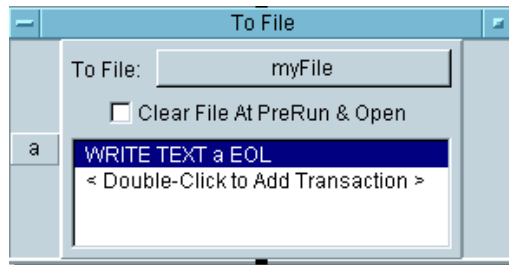 To File
To File: myFile
Clear File At PreRun & Open
a
WRITE TEXT a EOL
< Double-Click to Add Transaction >